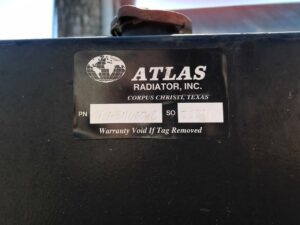 ATLAS
RADIATOR, INC.
CORPUS CHRISTI, TEXAS
PN SO
Warranty Void If Tag Removed